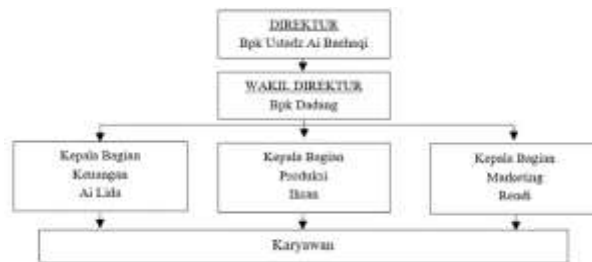 DIREKTUR
Bpk Ustadz Ai Baehaqi
WAKIL DIREKTUR
Bpk Dadang
Kepala Bagian
Keuangan
Ai Lida
Kepala Bagian
Produksi
Kepala Bagian
Marketing
Rendi
Karyawan